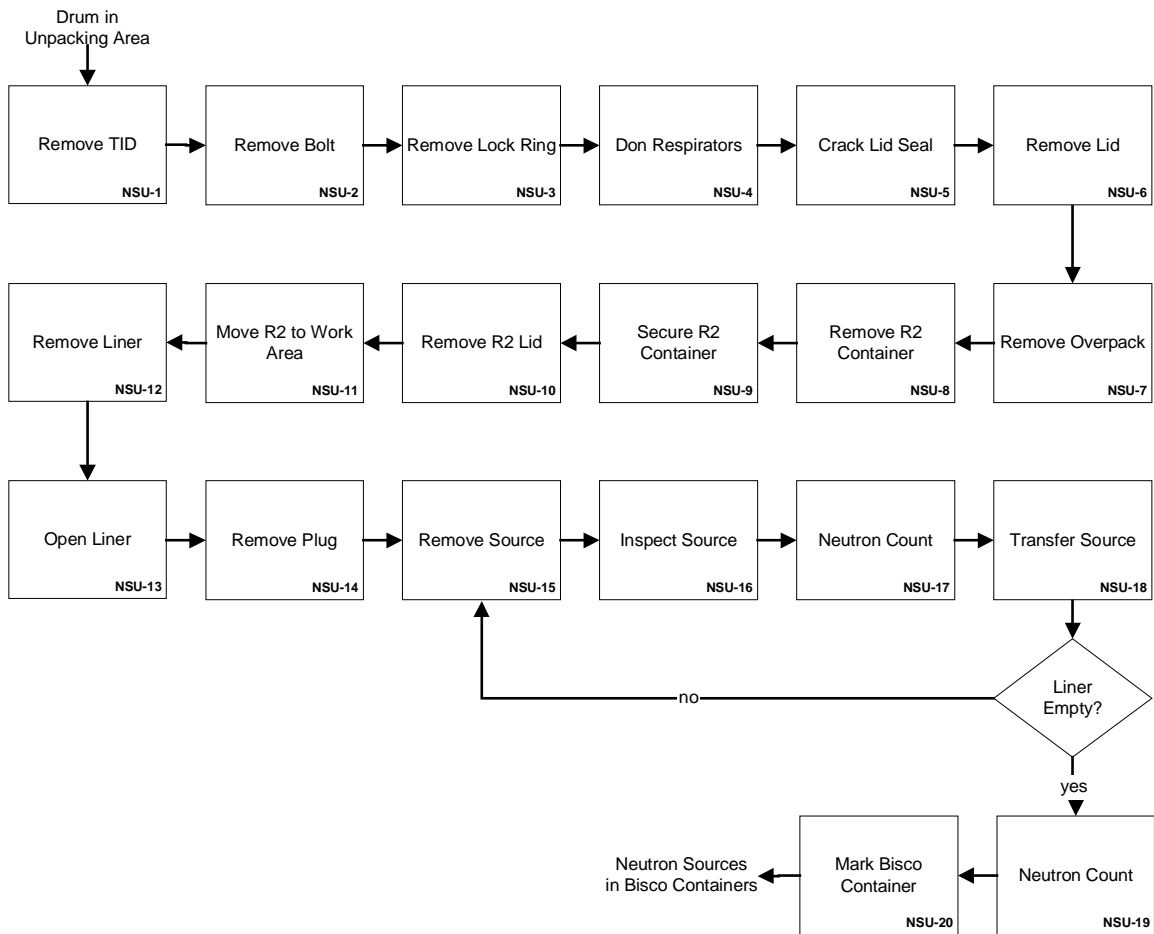 Drum in
Unpacking Area
Remove TID
NSU-1
Remove Bolt
NSU-2
Remove Lock Ring
NSU-3
Don Respirators
NSU-4
Crack Lid Seal
NSU-5
Remove Lid
NSU-6
Remove Liner
NSU-12
Move R2 to Work
Area
NSU-11
Remove R2 Lid
NSU-10
Secure R2
Container
NSU-9
Remove R2
Container
NSU-8
Remove Overpack
NSU-7
Open Liner
NSU-13
Remove Plug
NSU-14
Remove Source
NSU-15
Inspect Source
NSU-16
Neutron Count
NSU-17
Transfer Source
NSU-18
no
Liner
Empty?
yes
Neutron Sources
in Bisco Containers
Mark Bisco
Container
NSU-20
Neutron Count
NSU-19